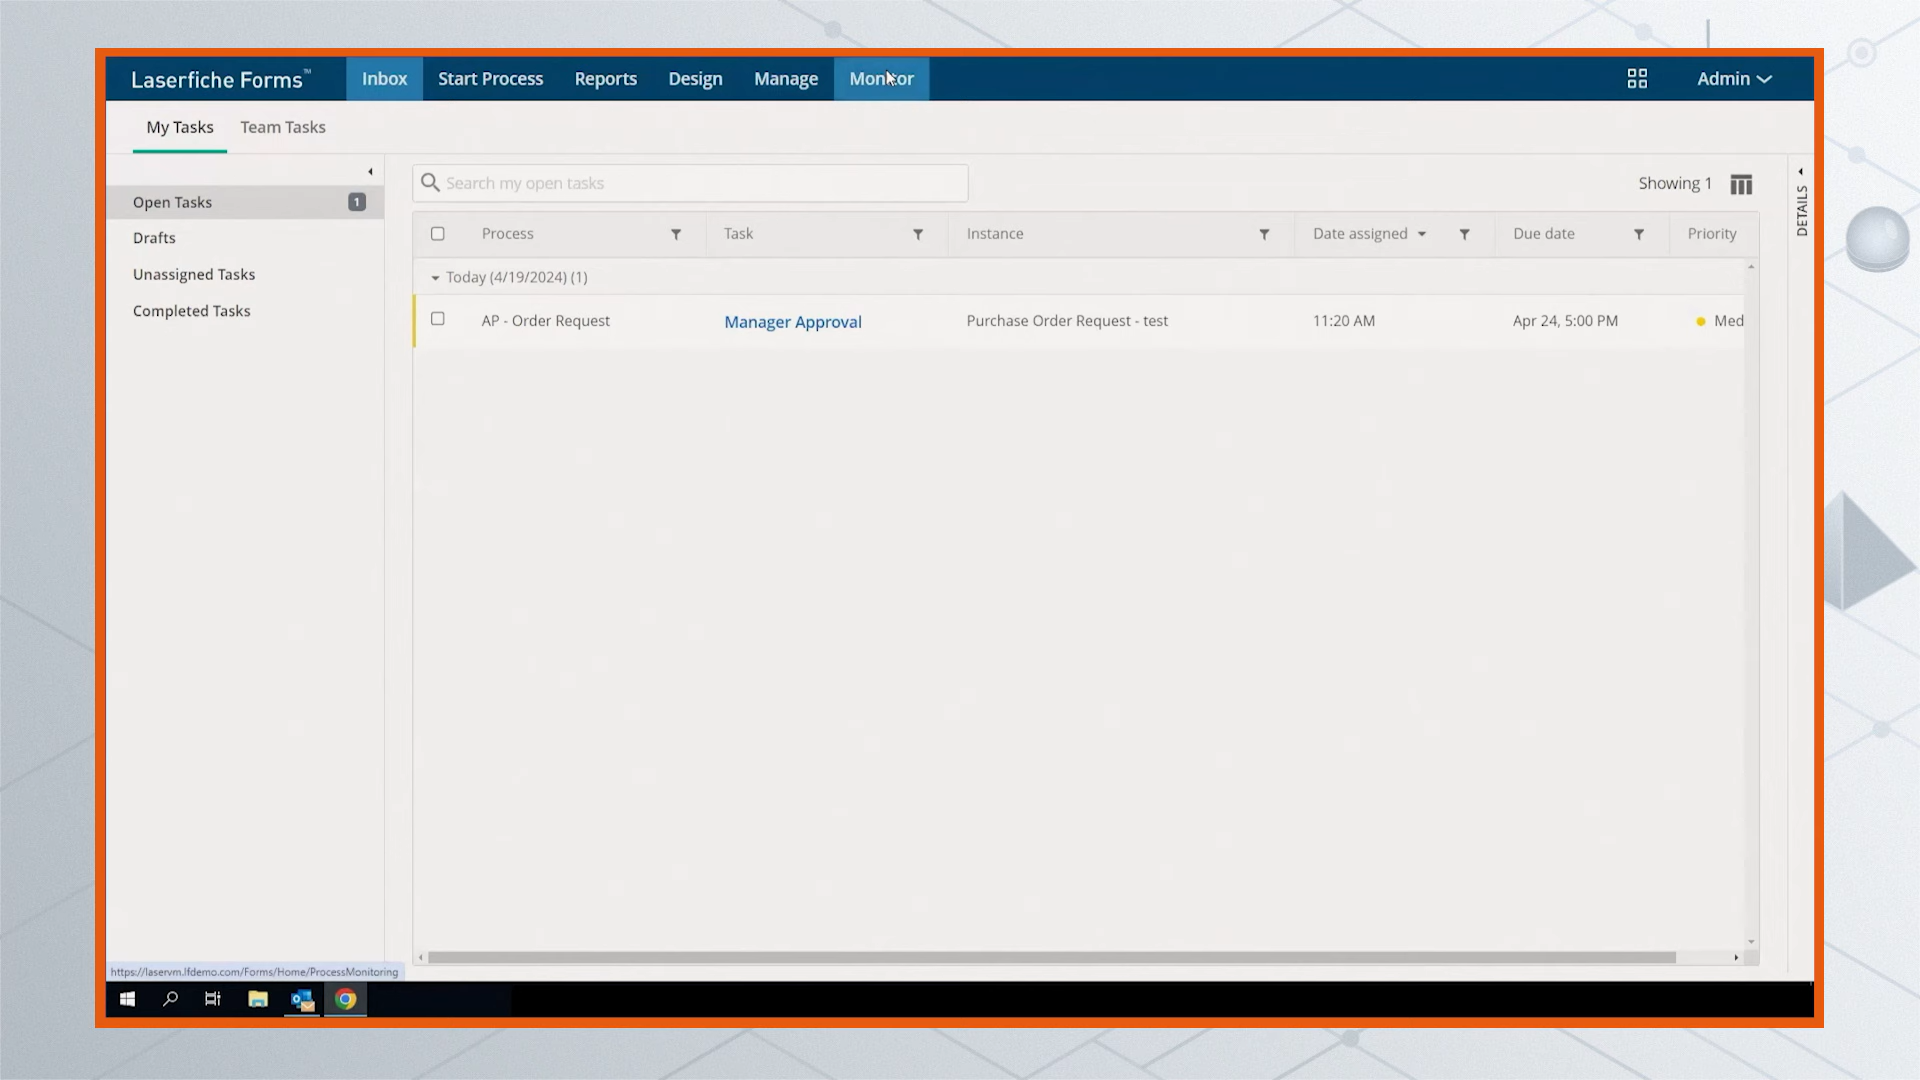 Laserfiche Forms™ Inbox Start Process Reports Design Manage Monitor Admin
My Tasks Team Tasks
Open Tasks 1
Drafts
Unassigned Tasks
Completed Tasks
Search my open tasks
Showing 1
DETAILS
Process Task Instance Date assigned Due date Priority
Today (4/19/2024) (1)
AP - Order Request Manager Approval Purchase Order Request - test 11:20 AM Apr 24, 5:00 PM Med
https://laservm.lfdemo.com/Forms/Home/ProcessMonitoring